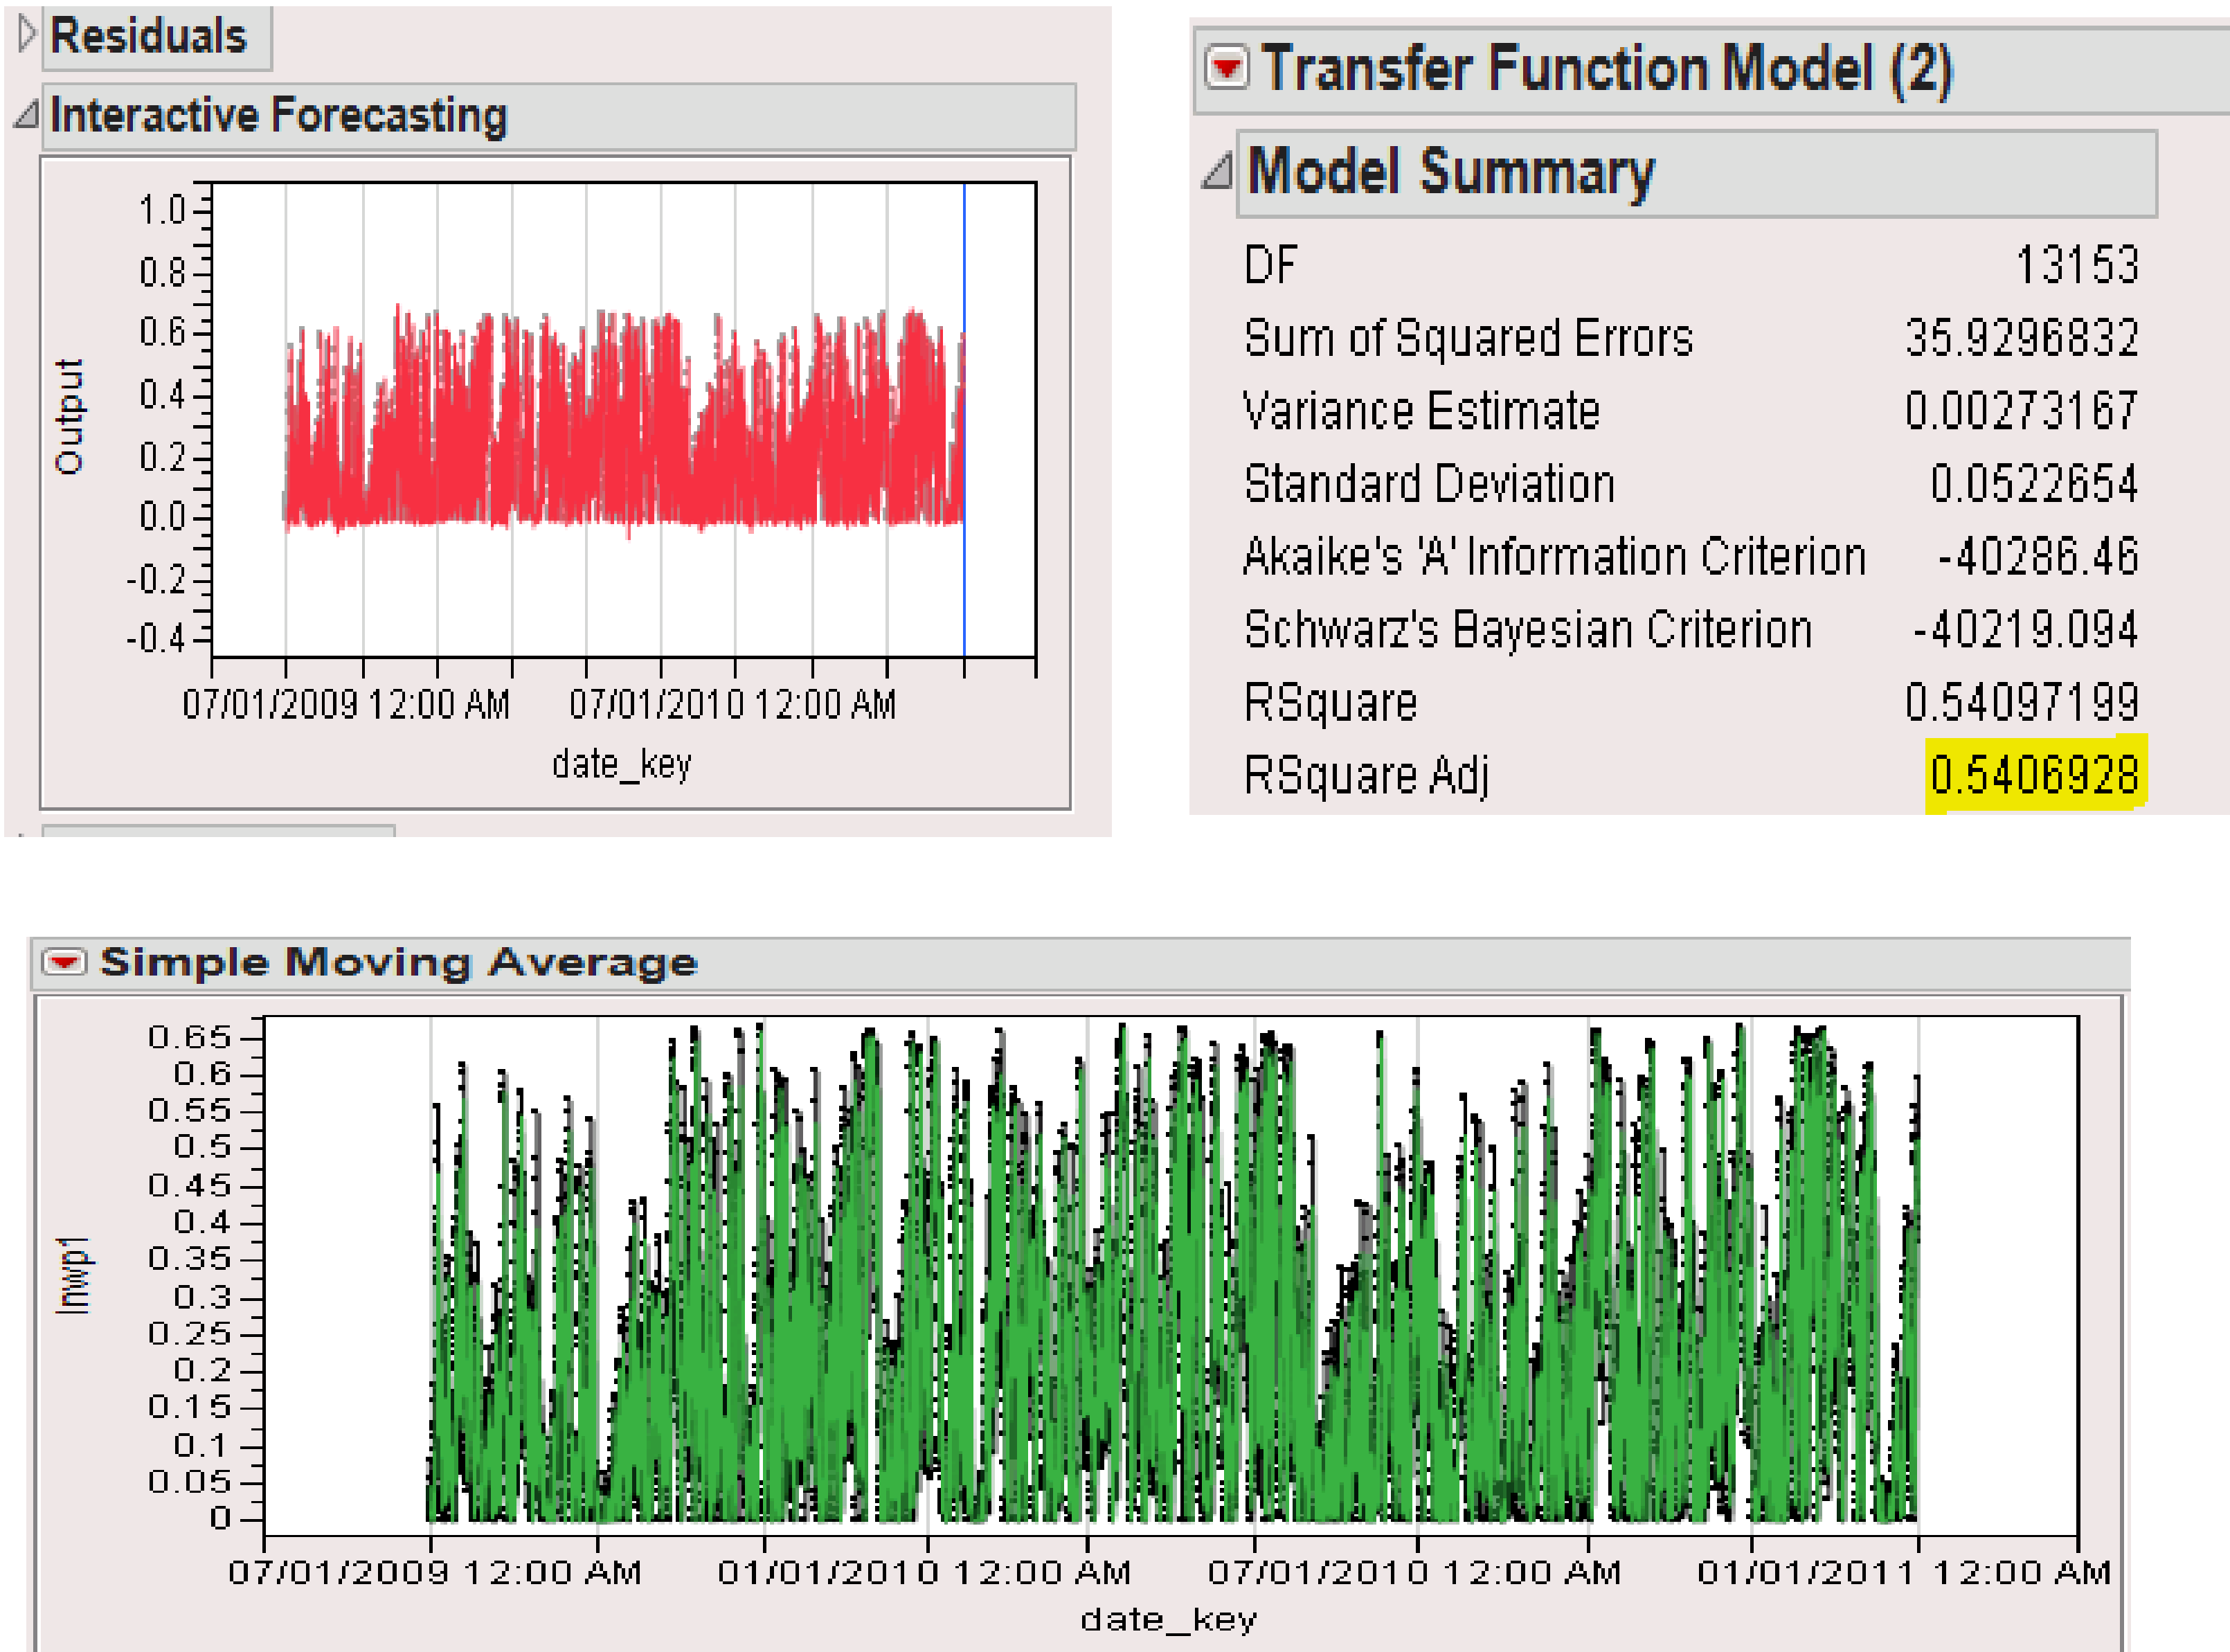 Residuals
Interactive Forecasting
1.0
0.8
0.6
0.4
0.2
0.0
-0.2
-0.4
Output
07/01/2009 12:00 AM 07/01/2010 12:00 AM
date_key
Transfer Function Model (2)
Model Summary
DF 13153
Sum of Squared Errors 35.9296832
Variance Estimate 0.00273167
Standard Deviation 0.0522654
Akaike's 'A' Information Criterion -40286.46
Schwarz's Bayesian Criterion -40219.094
RSquare 0.54097199
RSquare Adj 0.5406928
Simple Moving Average
0.65
0.6
0.55
0.5
0.45
0.4
0.35
0.3
0.25
0.2
0.15
0.1
0.05
0
lnwp1
07/01/2009 12:00 AM 01/01/2010 12:00 AM 07/01/2010 12:00 AM 01/01/2011 12:00 AM
date_key